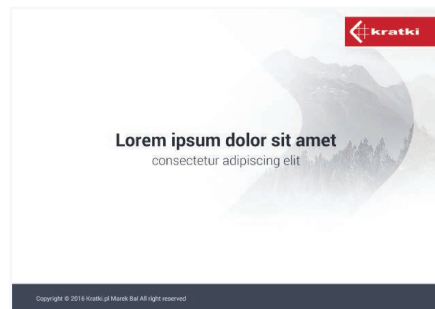 kratki
Lorem ipsum dolor sit amet
consectetur adipiscing elit
Copyright © 2016 Kratki.pl Marek Bal All right reserved